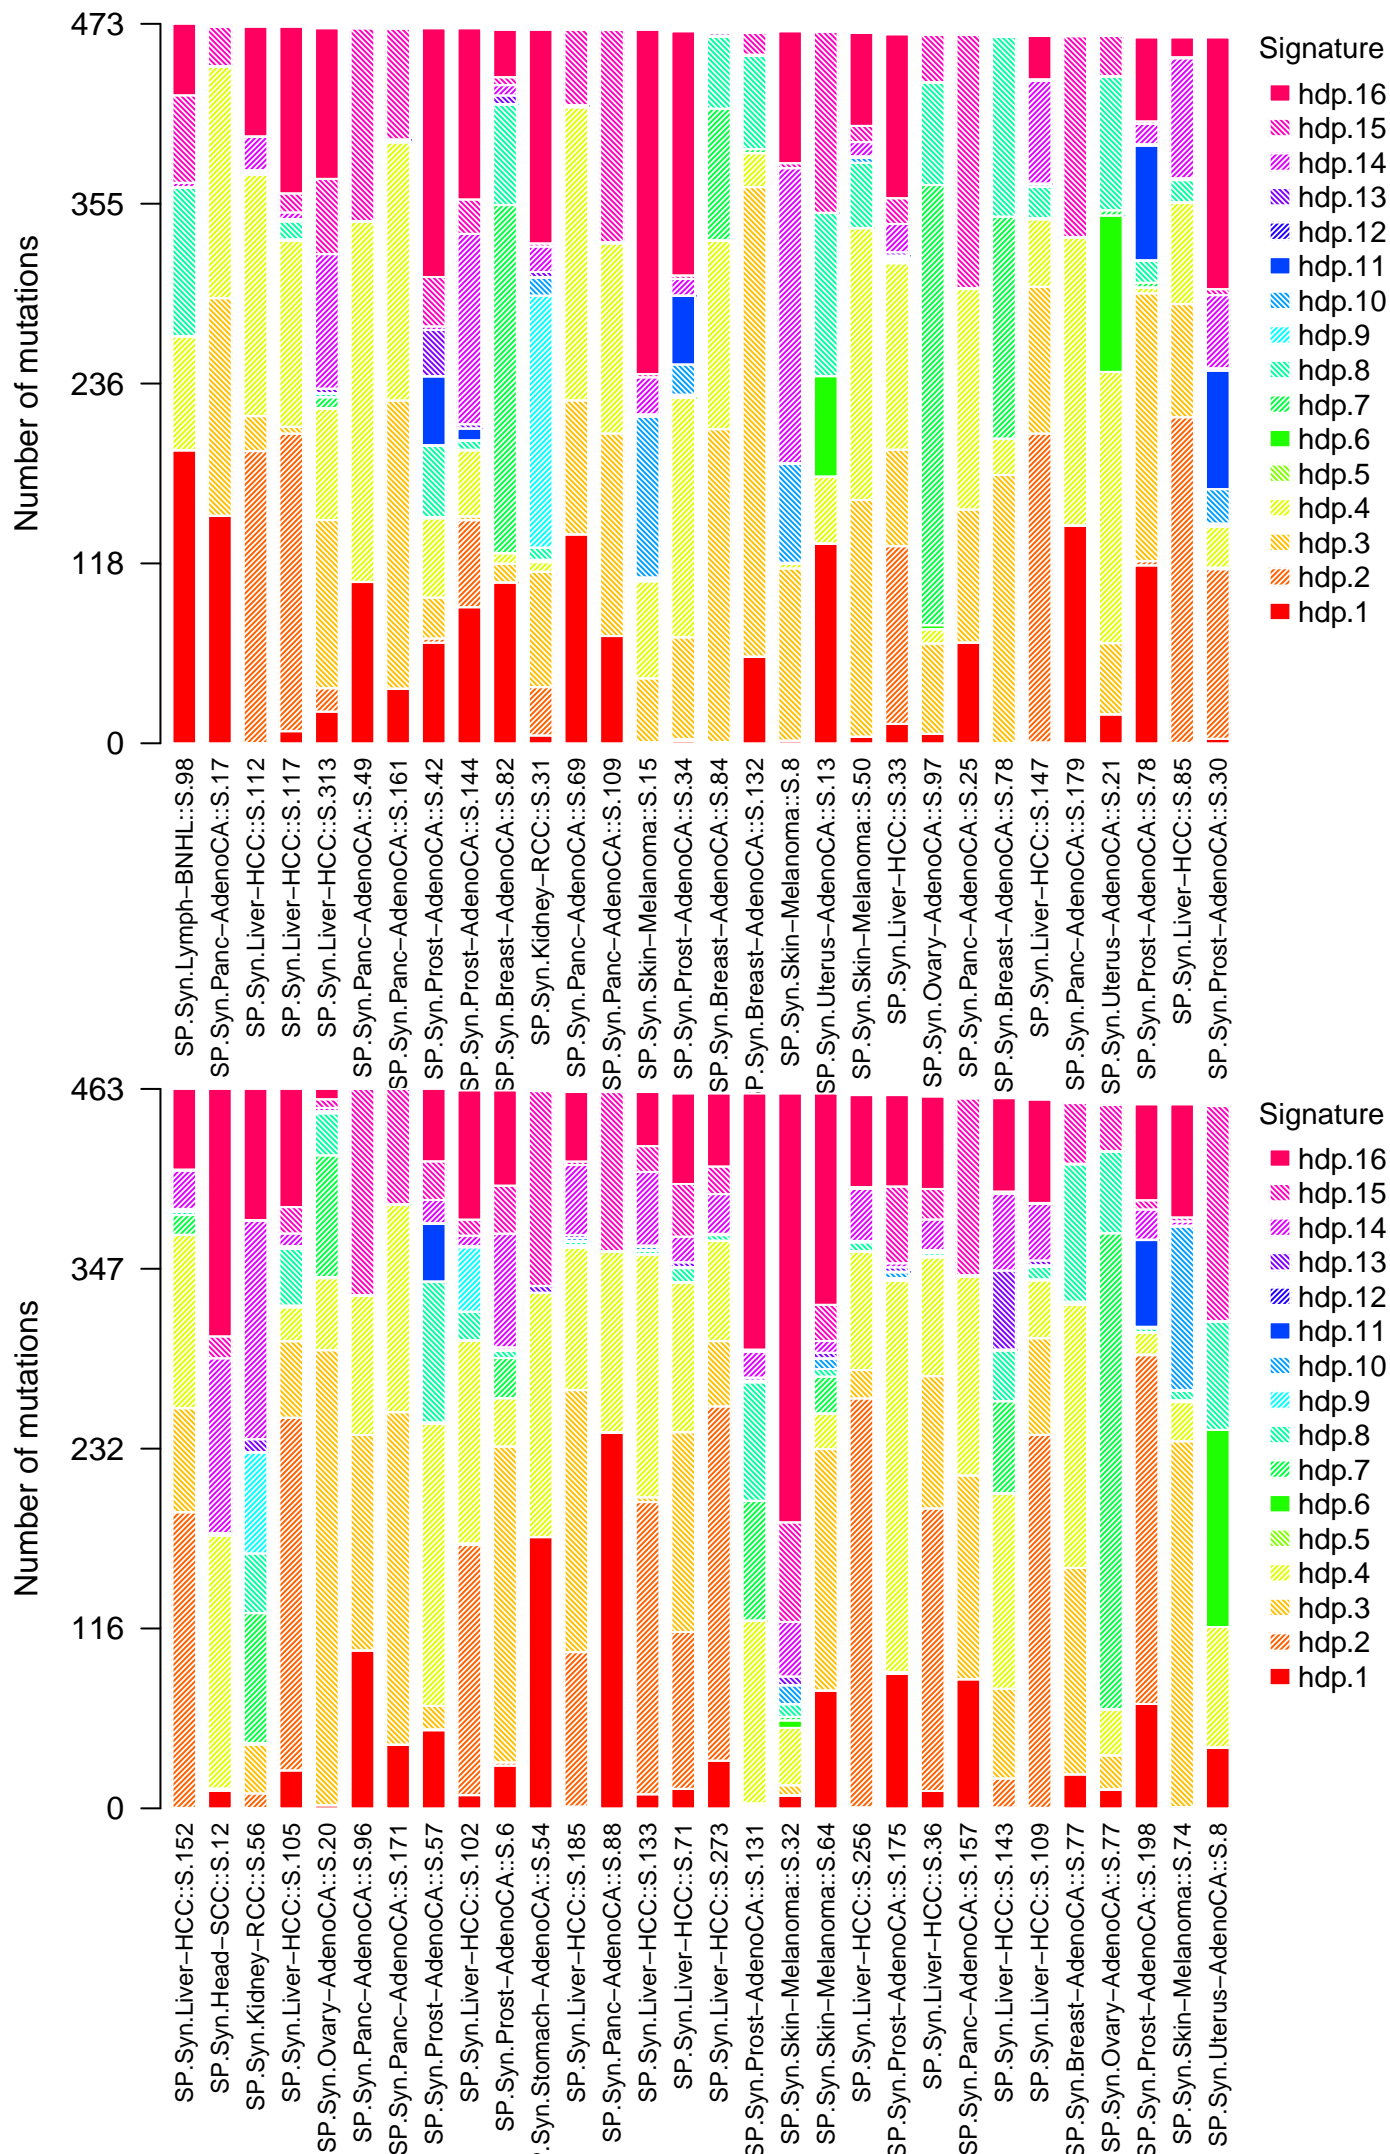 Number of mutations
473
355
236
118
0
Signature
hdp.16
hdp.15
hdp.14
hdp.13
hdp.12
hdp.11
hdp.10
hdp.9
hdp.8
hdp.7
hdp.6
hdp.5
hdp.4
hdp.3
hdp.2
hdp.1
SP.Syn.Lymph−BNHL::S.98
SP.Syn.Panc−AdenoCA::S.17
SP.Syn.Liver−HCC::S.112
SP.Syn.Liver−HCC::S.117
SP.Syn.Liver−HCC::S.313
SP.Syn.Panc−AdenoCA::S.49
SP.Syn.Panc−AdenoCA::S.161
SP.Syn.Prost−AdenoCA::S.42
SP.Syn.Prost−AdenoCA::S.144
SP.Syn.Breast−AdenoCA::S.82
SP.Syn.Kidney−RCC::S.31
SP.Syn.Panc−AdenoCA::S.69
SP.Syn.Panc−AdenoCA::S.109
SP.Syn.Skin−Melanoma::S.15
SP.Syn.Prost−AdenoCA::S.34
SP.Syn.Breast−AdenoCA::S.84
P.Syn.Breast−AdenoCA::S.132
SP.Syn.Skin−Melanoma::S.8
SP.Syn.Uterus−AdenoCA::S.13
SP.Syn.Skin−Melanoma::S.50
SP.Syn.Liver−HCC::S.33
SP.Syn.Ovary−AdenoCA::S.97
SP.Syn.Panc−AdenoCA::S.25
SP.Syn.Breast−AdenoCA::S.78
SP.Syn.Liver−HCC::S.147
SP.Syn.Panc−AdenoCA::S.179
SP.Syn.Uterus−AdenoCA::S.21
SP.Syn.Prost−AdenoCA::S.78
SP.Syn.Liver−HCC::S.85
SP.Syn.Prost−AdenoCA::S.30
Number of mutations
463
347
232
116
0
Signature
hdp.16
hdp.15
hdp.14
hdp.13
hdp.12
hdp.11
hdp.10
hdp.9
hdp.8
hdp.7
hdp.6
hdp.5
hdp.4
hdp.3
hdp.2
hdp.1
SP.Syn.Liver−HCC::S.152
SP.Syn.Head−SCC::S.12
SP.Syn.Kidney−RCC::S.56
SP.Syn.Liver−HCC::S.105
SP.Syn.Ovary−AdenoCA::S.20
SP.Syn.Panc−AdenoCA::S.96
SP.Syn.Panc−AdenoCA::S.171
SP.Syn.Prost−AdenoCA::S.57
SP.Syn.Liver−HCC::S.102
SP.Syn.Prost−AdenoCA::S.6
P.Syn.Stomach−AdenoCA::S.54
SP.Syn.Liver−HCC::S.185
SP.Syn.Panc−AdenoCA::S.88
SP.Syn.Liver−HCC::S.133
SP.Syn.Liver−HCC::S.71
SP.Syn.Liver−HCC::S.273
SP.Syn.Prost−AdenoCA::S.131
SP.Syn.Skin−Melanoma::S.32
SP.Syn.Skin−Melanoma::S.64
SP.Syn.Liver−HCC::S.256
SP.Syn.Prost−AdenoCA::S.175
SP.Syn.Liver−HCC::S.36
SP.Syn.Panc−AdenoCA::S.157
SP.Syn.Liver−HCC::S.143
SP.Syn.Liver−HCC::S.109
SP.Syn.Breast−AdenoCA::S.77
SP.Syn.Ovary−AdenoCA::S.77
SP.Syn.Prost−AdenoCA::S.198
SP.Syn.Skin−Melanoma::S.74
SP.Syn.Uterus−AdenoCA::S.8